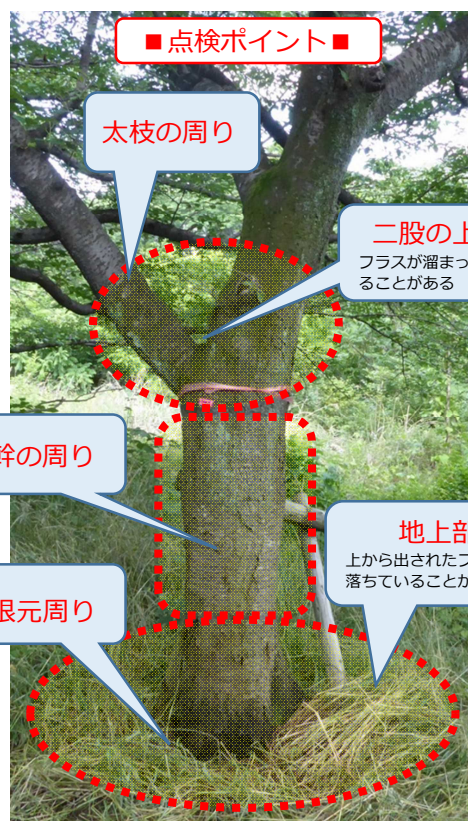 ■点検ポイント■
太枝の周り
二股の上
フラスが溜まっ
ることがある
幹の周り
地上部
上から出されたフ
落ちていることか
根元周り